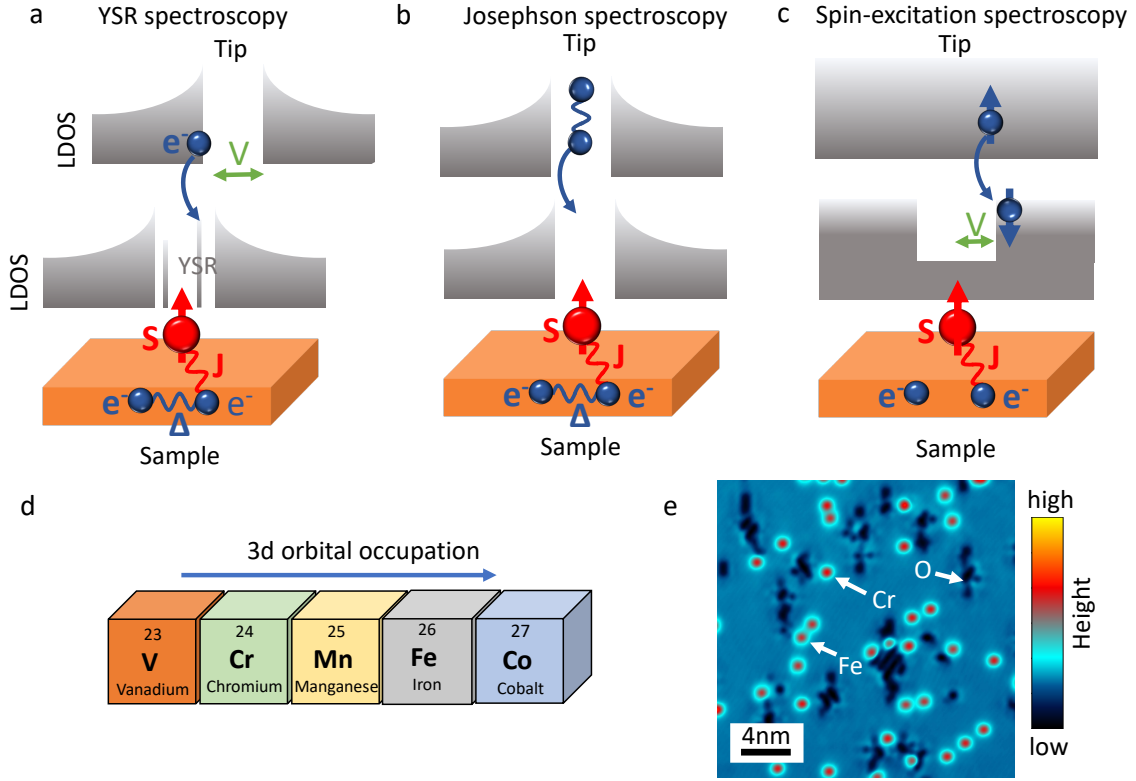 a
YSR spectroscopy
Tip
LDOS
e-
V
LDOS
YSR
S
J
e-
e-
Δ
Sample
b
Josephson spectroscopy
Tip
S
J
e-
e-
Δ
Sample
c
Spin-excitation spectroscopy
Tip
V
S
J
e-
e-
Sample
d
3d orbital occupation
23
V
Vanadium
24
Cr
Chromium
25
Mn
Manganese
26
Fe
Iron
27
Co
Cobalt
e
O
Cr
Fe
4nm
high
Height
low